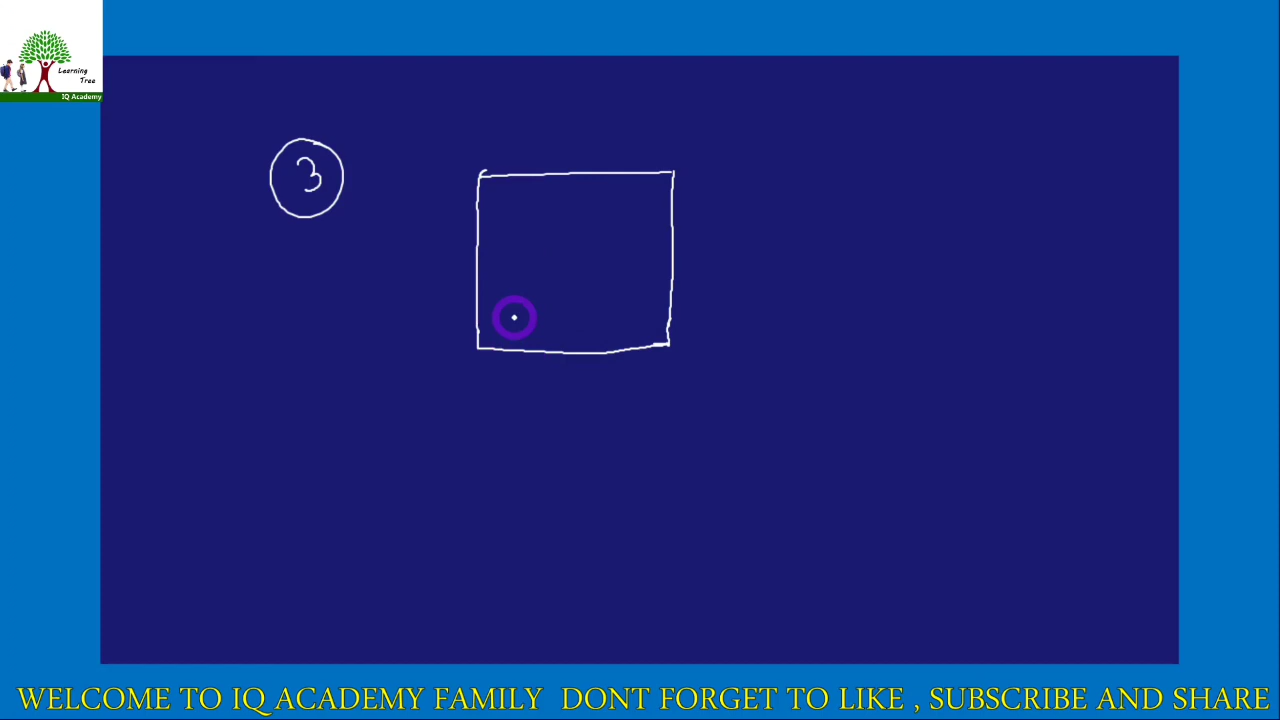 Learning
Tree
IQ Academy
3
WELCOME TO IQ ACADEMY FAMILY DONT FORGET TO LIKE , SUBSCRIBE AND SHARE